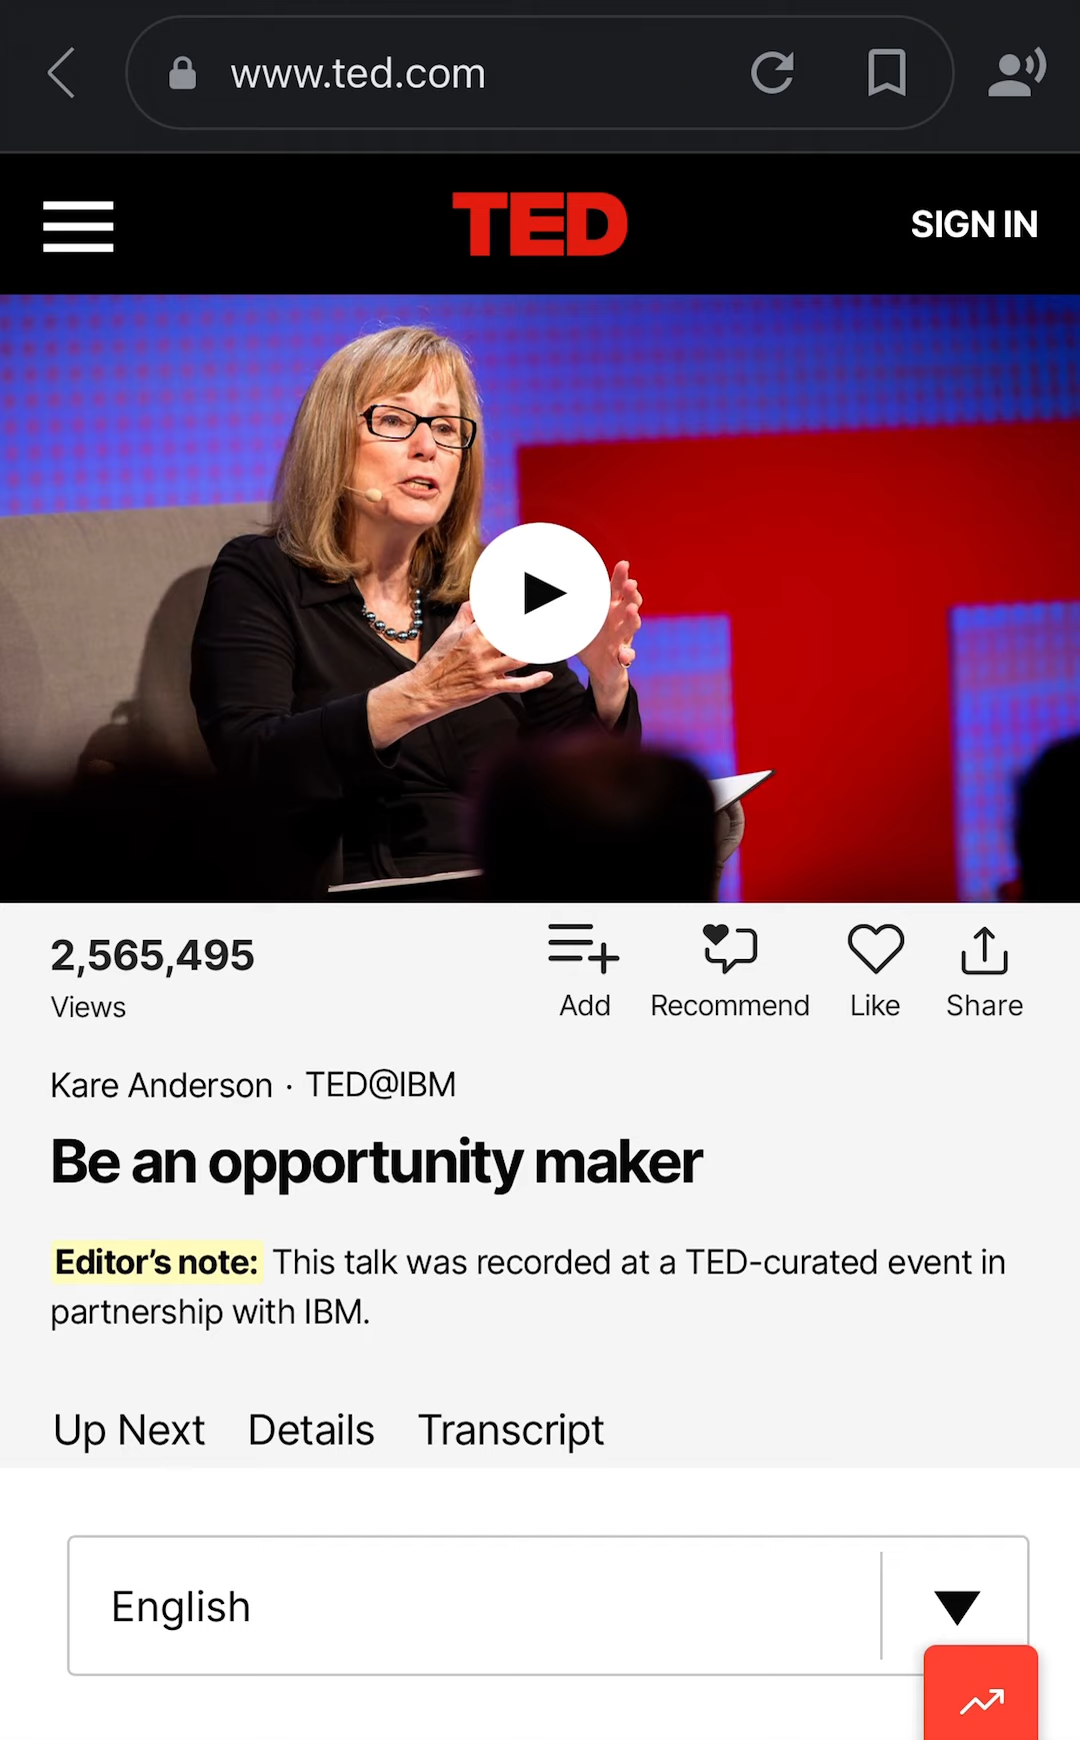 www.ted.com
TED
SIGN IN
2,565,495
Views
Add
Recommend
Like
Share
Kare Anderson · TED@IBM
Be an opportunity maker
Editor’s note: This talk was recorded at a TED-curated event in
partnership with IBM.
Up Next
Details
Transcript
English